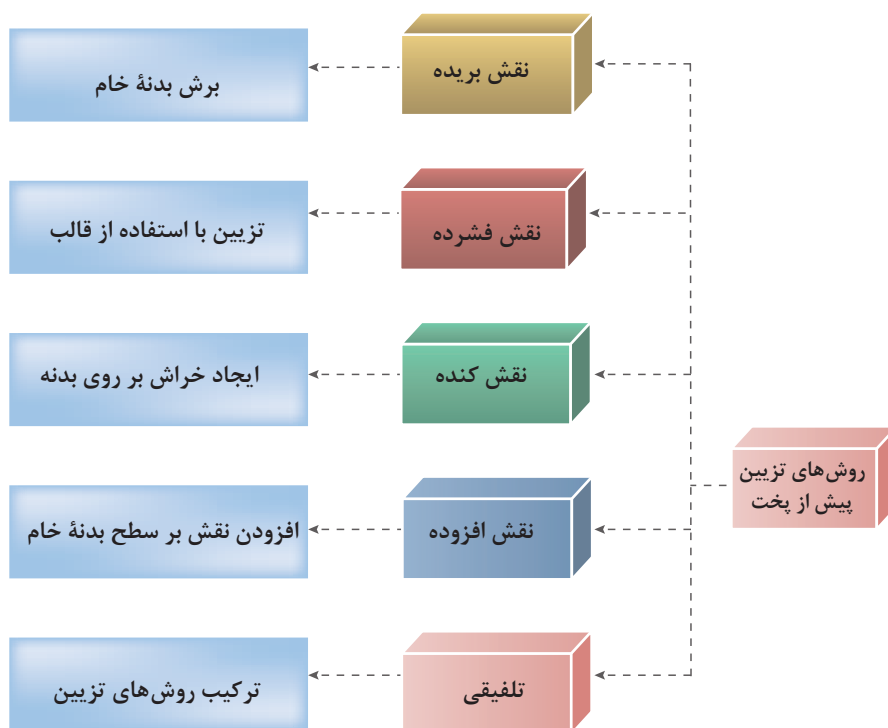 روش‌های تزیین
پیش از پخت
نقش بریده
برش بدنهٔ خام
نقش فشرده
تزیین با استفاده از قالب
نقش کنده
ایجاد خراش بر روی بدنه
نقش افزوده
افزودن نقش بر سطح بدنهٔ خام
تلفیقی
ترکیب روش‌های تزیین